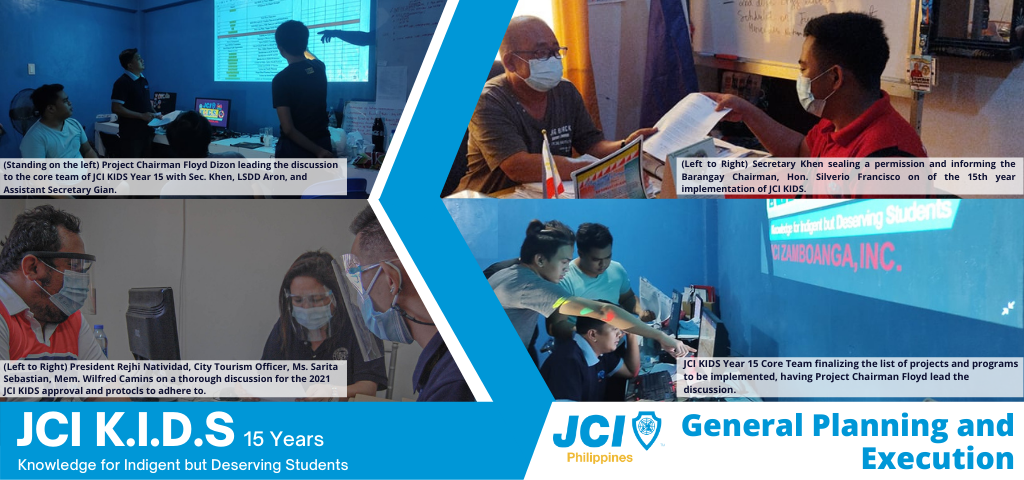 (Standing on the left) Project Chairman Floyd Dizon leading the discussion
to the core team of JCI KIDS Year 15 with Sec. Khen, LSDD Aron, and
Assistant Secretary Gian.
(Left to Right) Secretary Khen sealing a permission and informing the
Barangay Chairman, Hon. Silverio Francisco on of the 15th year
implementation of JCI KIDS.
Knowledge for Indigent but Deserving Students
JCI ZAMBOANGA, INC.
(Left to Right) President Rejhi Natividad, City Tourism Officer, Ms. Sarita
Sebastian, Mem. Wilfred Camins on a thorough discussion for the 2021
JCI KIDS approval and protocls to adhere to.
JCI KIDS Year 15 Core Team finalizing the list of projects and programs
to be implemented, having Project Chairman Floyd lead the
discussion.
JCI K.I.D.S 15 Years
Knowledge for Indigent but Deserving Students
JCI
Philippines
General Planning and
Execution